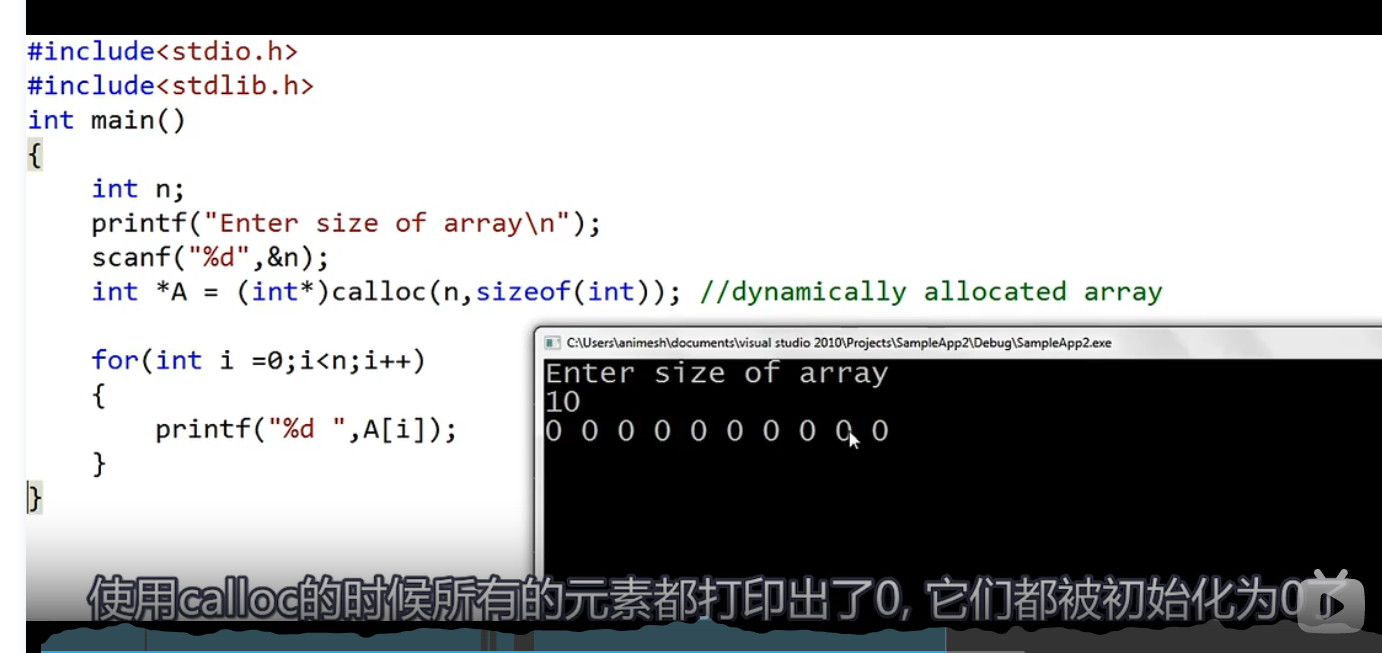 #include<stdio.h>
#include<stdlib.h>
int main()
{
    int n;
    printf("Enter size of array\n");
    scanf("%d",&n);
    int *A = (int*)calloc(n,sizeof(int)); //dynamically allocated array
    for(int i =0;i<n;i++)
    {
        printf("%d ",A[i]);
    }
}
C:\Users\animesh\documents\visual studio 2010\Projects\SampleApp2\Debug\SampleApp2.exe
Enter size of array
10
0 0 0 0 0 0 0 0 0 0
使用calloc的时候所有的元素都打印出了0, 它们都被初始化为0了